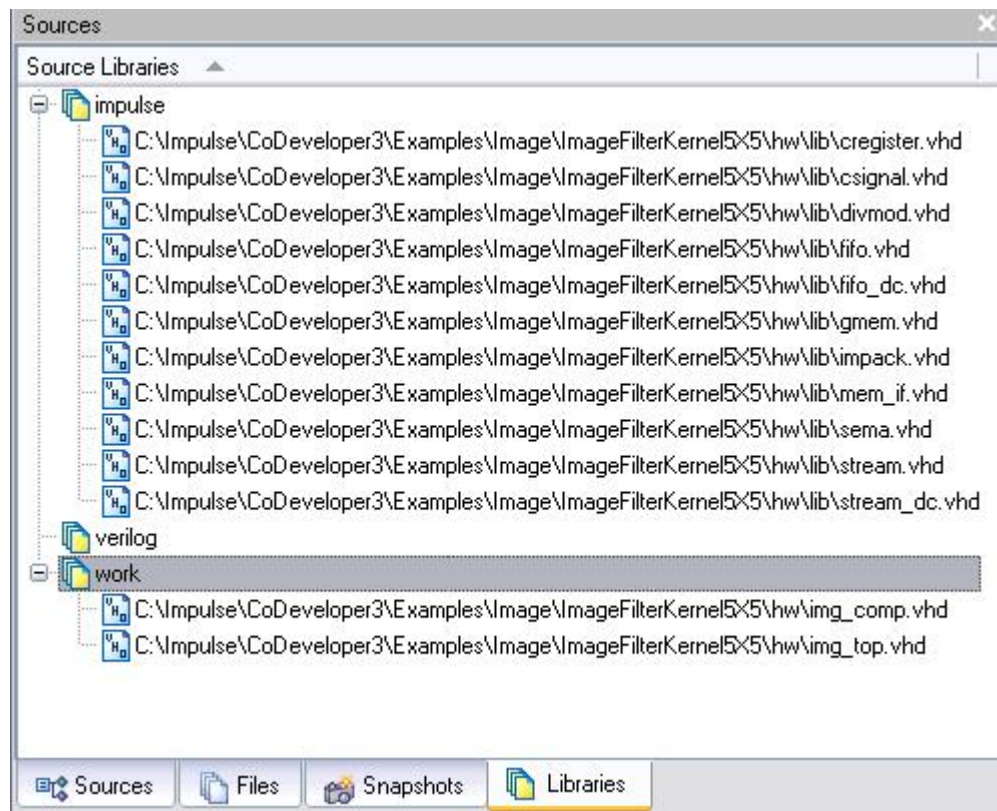 Sources
Source Libraries
impulse
C:\Impulse\CoDeveloper3\Examples\Image\ImageFilterKernel5X5\hw\lib\cregister.vhd
C:\Impulse\CoDeveloper3\Examples\Image\ImageFilterKernel5X5\hw\lib\csignal.vhd
C:\Impulse\CoDeveloper3\Examples\Image\ImageFilterKernel5X5\hw\lib\divmod.vhd
C:\Impulse\CoDeveloper3\Examples\Image\ImageFilterKernel5X5\hw\lib\fifo.vhd
C:\Impulse\CoDeveloper3\Examples\Image\ImageFilterKernel5X5\hw\lib\fifo_dc.vhd
C:\Impulse\CoDeveloper3\Examples\Image\ImageFilterKernel5X5\hw\lib\gmem.vhd
C:\Impulse\CoDeveloper3\Examples\Image\ImageFilterKernel5X5\hw\lib\impack.vhd
C:\Impulse\CoDeveloper3\Examples\Image\ImageFilterKernel5X5\hw\lib\mem_if.vhd
C:\Impulse\CoDeveloper3\Examples\Image\ImageFilterKernel5X5\hw\lib\sema.vhd
C:\Impulse\CoDeveloper3\Examples\Image\ImageFilterKernel5X5\hw\lib\stream.vhd
C:\Impulse\CoDeveloper3\Examples\Image\ImageFilterKernel5X5\hw\lib\stream_dc.vhd
verilog
work
C:\Impulse\CoDeveloper3\Examples\Image\ImageFilterKernel5X5\hw\img_comp.vhd
C:\Impulse\CoDeveloper3\Examples\Image\ImageFilterKernel5X5\hw\img_top.vhd
Sources Files Snapshots Libraries